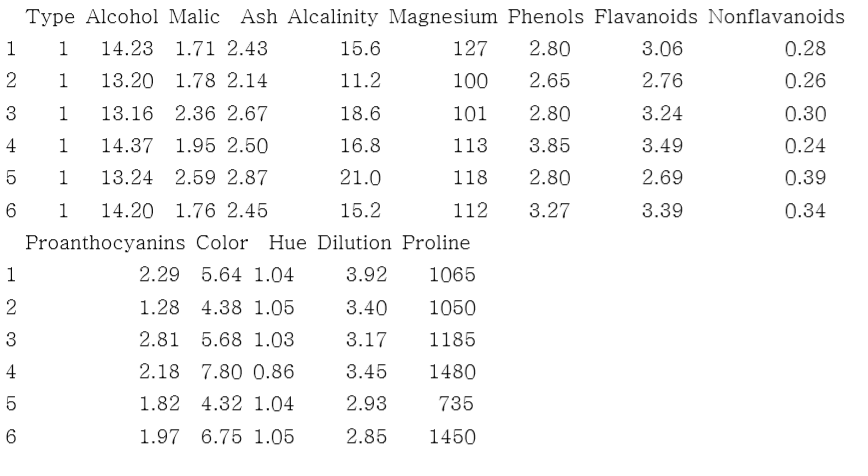 Type Alcohol Malic Ash Alcalinity Magnesium Phenols Flavanoids Nonflavanoids
1 1 14.23 1.71 2.43 15.6 127 2.80 3.06 0.28
2 1 13.20 1.78 2.14 11.2 100 2.65 2.76 0.26
3 1 13.16 2.36 2.67 18.6 101 2.80 3.24 0.30
4 1 14.37 1.95 2.50 16.8 113 3.85 3.49 0.24
5 1 13.24 2.59 2.87 21.0 118 2.80 2.69 0.39
6 1 14.20 1.76 2.45 15.2 112 3.27 3.39 0.34
Proanthocyanins Color Hue Dilution Proline
1 2.29 5.64 1.04 3.92 1065
2 1.28 4.38 1.05 3.40 1050
3 2.81 5.68 1.03 3.17 1185
4 2.18 7.80 0.86 3.45 1480
5 1.82 4.32 1.04 2.93 735
6 1.97 6.75 1.05 2.85 1450